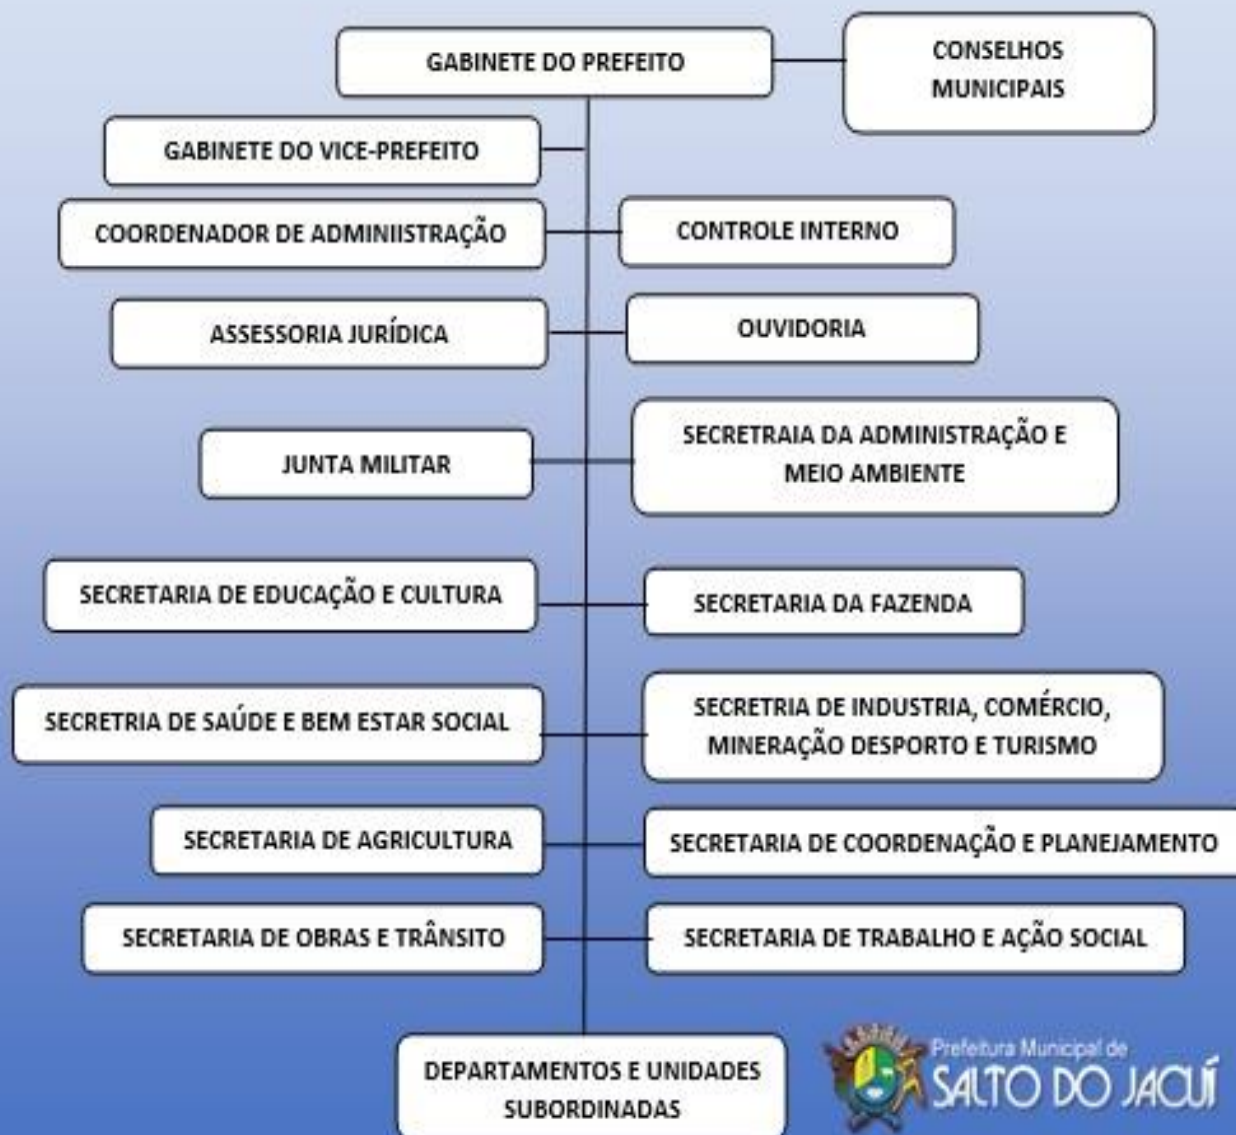 GABINETE DO PREFEITO
CONSELHOS
MUNICIPAIS
GABINETE DO VICE-PREFEITO
COORDENADOR DE ADMINIISTRAÇÃO
CONTROLE INTERNO
ASSESSORIA JURÍDICA
OUVIDORIA
JUNTA MILITAR
SECRETRAIA DA ADMINISTRAÇÃO E
MEIO AMBIENTE
SECRETARIA DE EDUCAÇÃO E CULTURA
SECRETARIA DA FAZENDA
SECRETRIA DE SAÚDE E BEM ESTAR SOCIAL
SECRETRIA DE INDUSTRIA, COMÉRCIO,
MINERAÇÃO DESPORTO E TURISMO
SECRETARIA DE AGRICULTURA
SECRETARIA DE COORDENAÇÃO E PLANEJAMENTO
SECRETARIA DE OBRAS E TRÂNSITO
SECRETARIA DE TRABALHO E AÇÃO SOCIAL
DEPARTAMENTOS E UNIDADES
SUBORDINADAS
Prefeitura Municipal de
SALTO DO JACUÍ